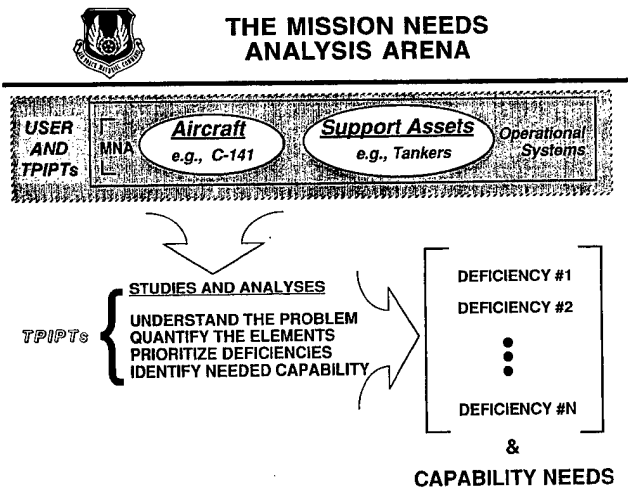 THE MISSION NEEDS
ANALYSIS ARENA
USER
AND
TPIPTs
MNA
Aircraft
e.g., C-141
Support Assets
e.g., Tankers
Operational
Systems
STUDIES AND ANALYSES
TPIPTs
UNDERSTAND THE PROBLEM
QUANTIFY THE ELEMENTS
PRIORITIZE DEFICIENCIES
IDENTIFY NEEDED CAPABILITY
DEFICIENCY #1
DEFICIENCY #2
DEFICIENCY #N
&
CAPABILITY NEEDS